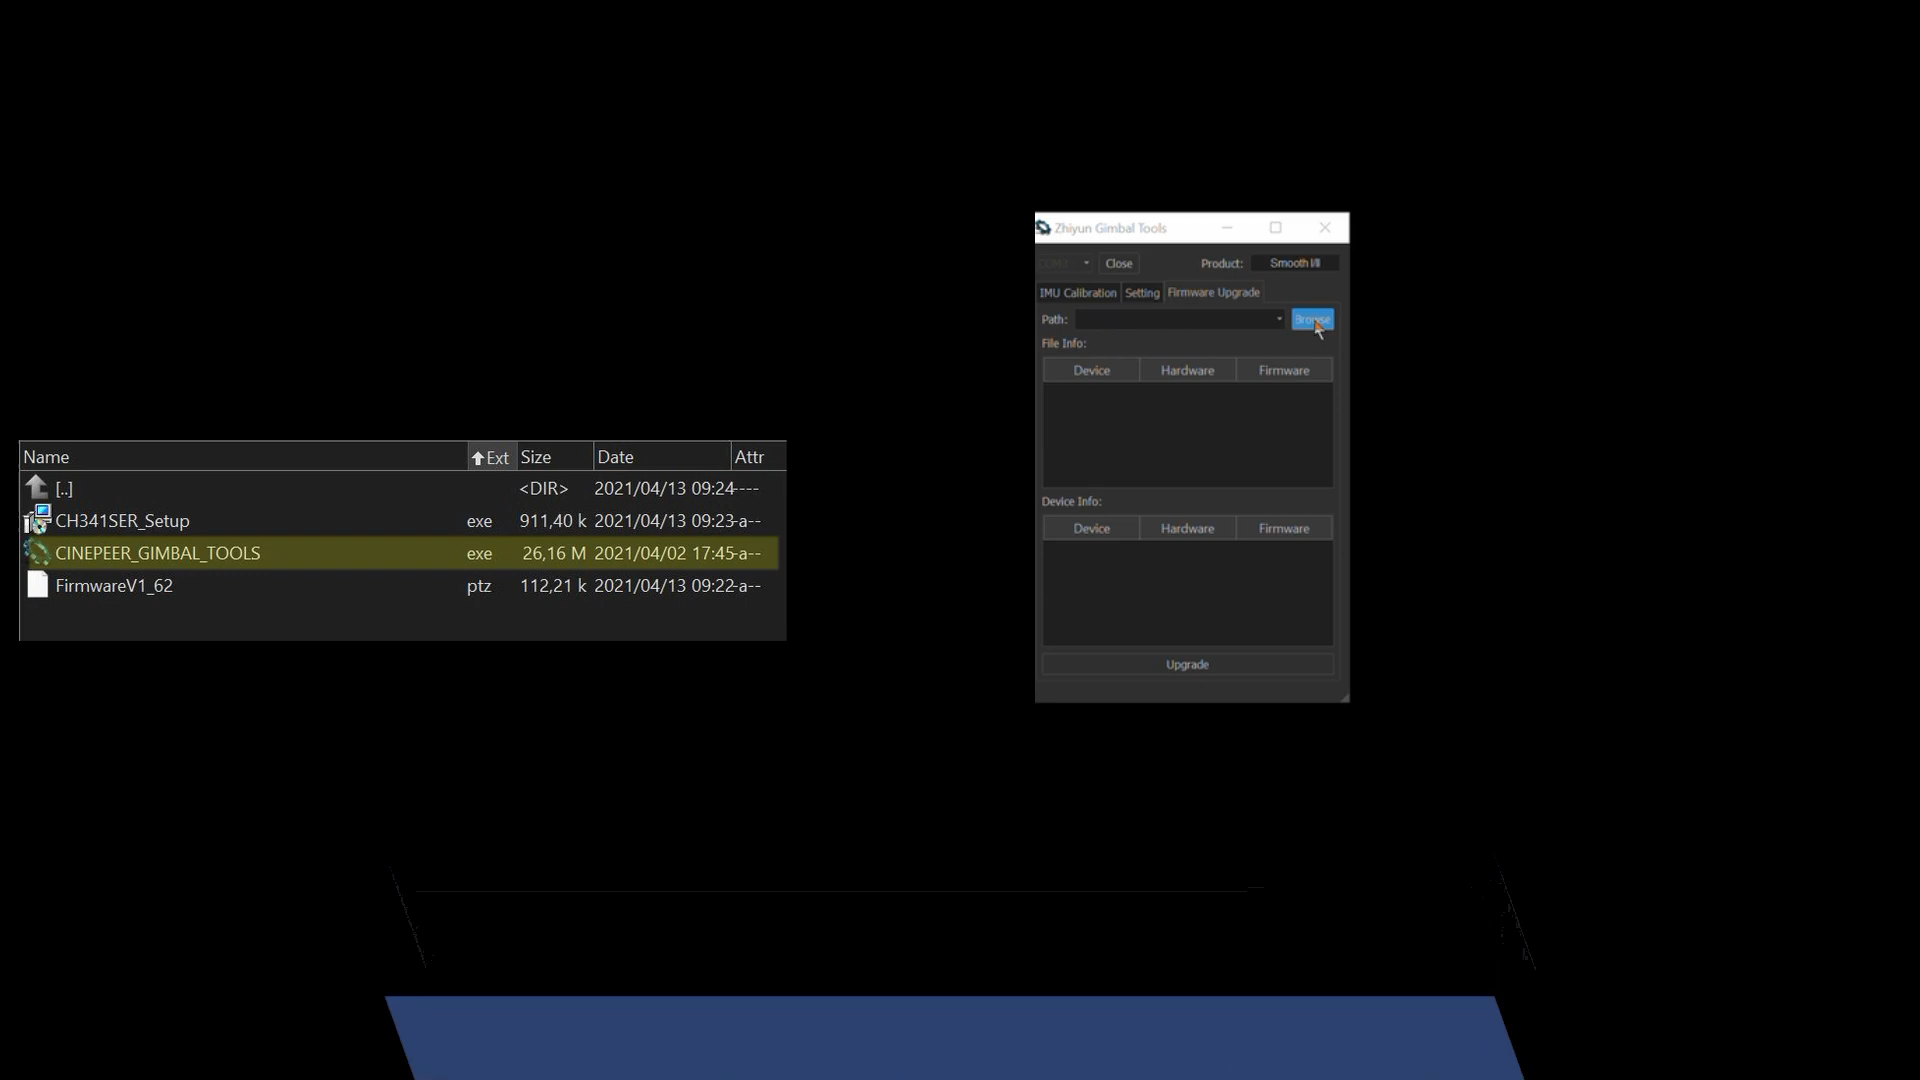 Name Ext Size Date Attr
[..] <DIR> 2021/04/13 09:24----
CH341SER_Setup exe 911,40 k 2021/04/13 09:23-a--
CINEPEER_GIMBAL_TOOLS exe 26,16 M 2021/04/02 17:45-a--
FirmwareV1_62 ptz 112,21 k 2021/04/13 09:22-a--
Zhiyun Gimbal Tools
Close Product: Smooth I/II
IMU Calibration Setting Firmware Upgrade
Path: Browse
File Info:
Device Hardware Firmware
Device Info:
Device Hardware Firmware
Upgrade